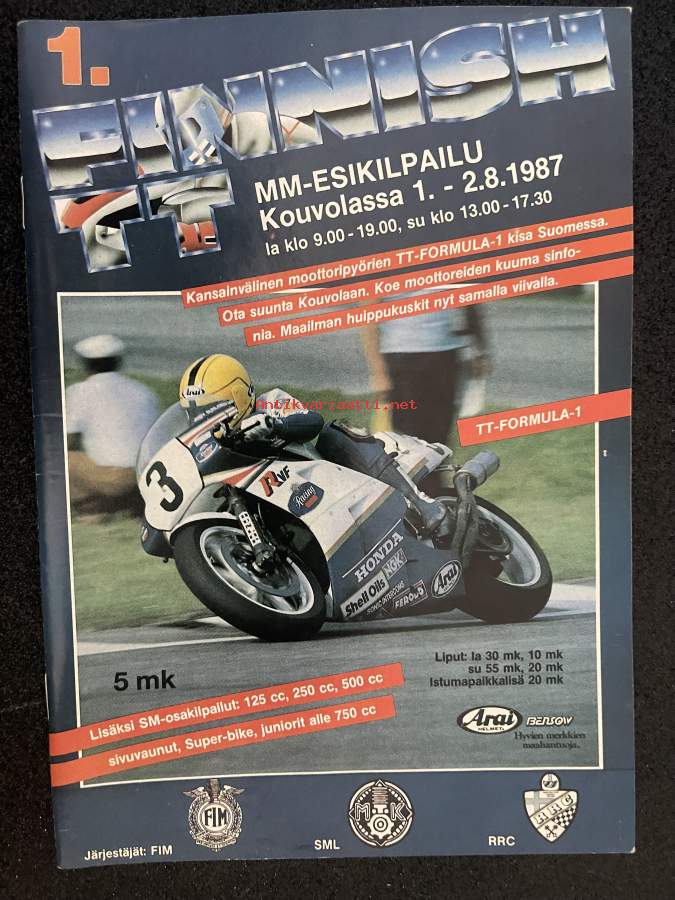 1.
FINNISH
TT
MM-ESIKILPAILU
Kouvolassa 1. - 2.8.1987
la klo 9.00 - 19.00, su klo 13.00 - 17.30
Kansainvälinen moottoripyörien TT-FORMULA-1 kisa Suomessa.
Ota suunta Kouvolaan. Koe moottoreiden kuuma sinfo-
nia. Maailman huippukuskit nyt samalla viivalla.
Antikvariaatti.net
TT-FORMULA-1
Arai
3
RVF
Racing
HONDA
NGK
Shell Oils
FERODO
Arai
5 mk
Liput: la 30 mk, 10 mk
su 55 mk, 20 mk
Istumapaikkalisä 20 mk
Lisäksi SM-osakilpailut: 125 cc, 250 cc, 500 cc
sivuvaunut, Super-bike, juniorit alle 750 cc
Arai
HELMET
BENSOW
Hyvien merkkien
maahantuoja.
FIM
M K
RRC
Järjestäjät: FIM
SML
RRC